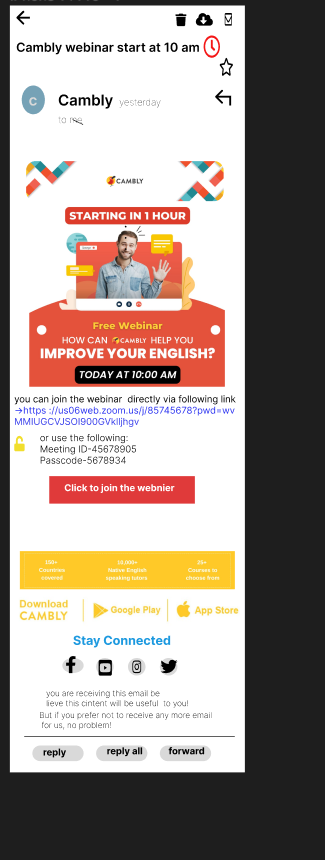 Cambly webinar start at 10 am
c
Cambly yesterday
to me
CAMBLY
STARTING IN 1 HOUR
Free Webinar
HOW CAN CAMBLY HELP YOU
IMPROVE YOUR ENGLISH?
TODAY AT 10:00 AM
you can join the webinar directly via following link
→https ://us06web.zoom.us/j/85745678?pwd=wv
MMIUGCVJSOI900GVkIljhgv
or use the following:
Meeting ID-45678905
Passcode-5678934
Click to join the webnier
150+ 10,000+ 20+
Countries Native English Courses to
covered speaking tutors choose from
Download
CAMBLY
Google Play
App Store
Stay Connected
you are receiving this email be
lieve this cintent will be useful to you!
But if you prefer not to receive any more email
for us, no problem!
reply reply all forward